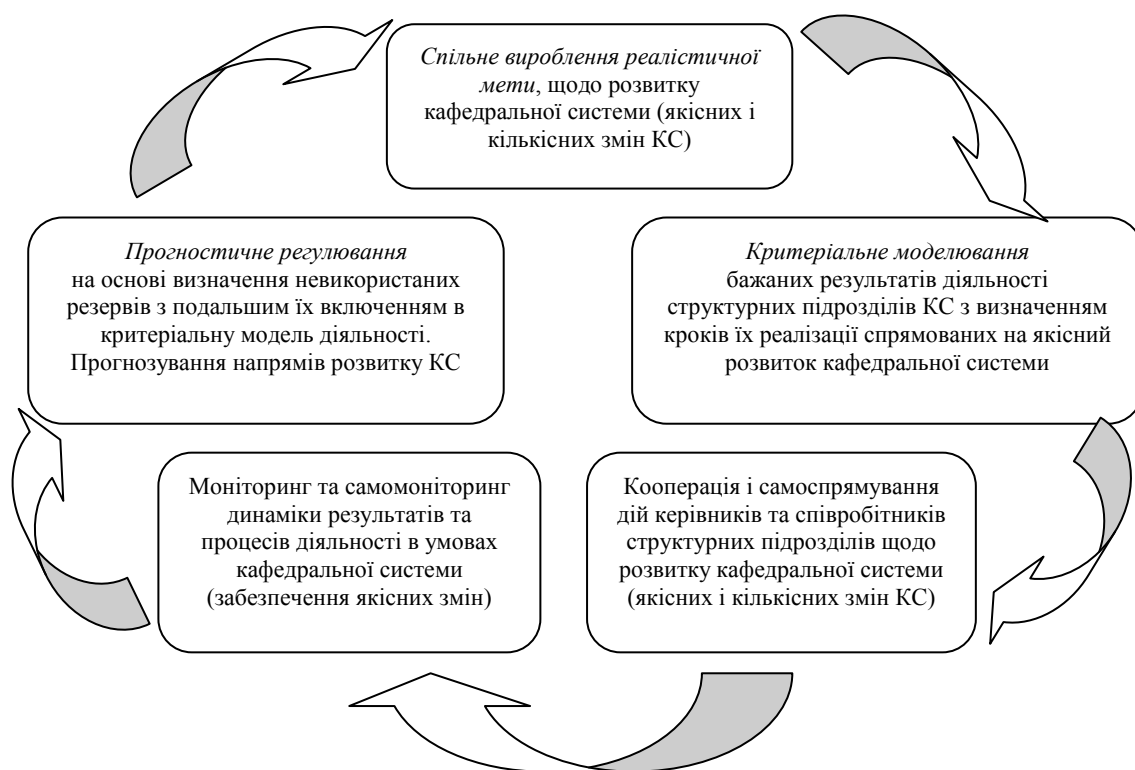 Спільне вироблення реалістичної
мети, щодо розвитку
кафедральної системи (якісних і
кількісних змін КС)
Прогностичне регулювання
на основі визначення невикористаних
резервів з подальшим їх включенням в
критеріальну модель діяльності.
Прогнозування напрямів розвитку КС
Критеріальне моделювання
бажаних результатів діяльності
структурних підрозділів КС з визначенням
кроків їх реалізації спрямованих на якісний
розвиток кафедральної системи
Моніторинг та самомоніторинг
динаміки результатів та
процесів діяльності в умовах
кафедральної системи
(забезпечення якісних змін)
Кооперація і самоспрямування
дій керівників та співробітників
структурних підрозділів щодо
розвитку кафедральної системи
(якісних і кількісних змін КС)